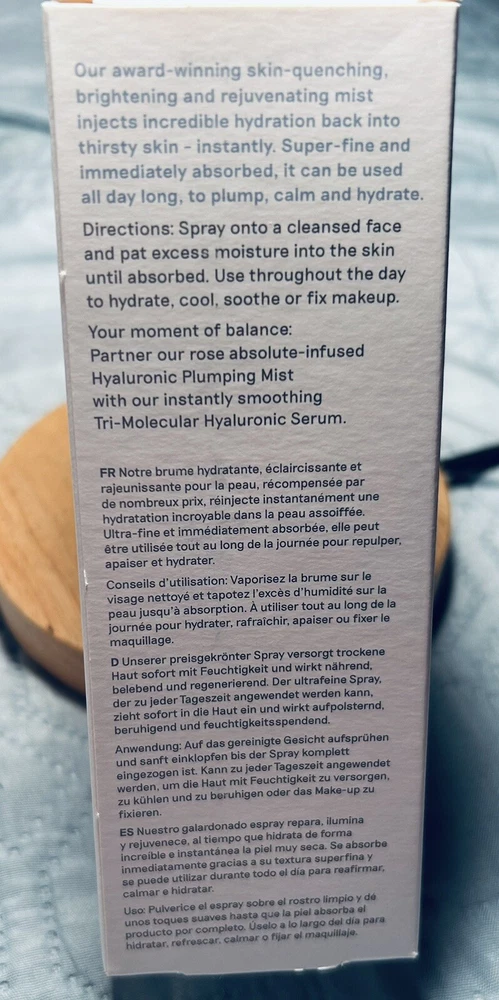 Our award-winning skin-quenching,
brightening and rejuvenating mist
injects incredible hydration back into
thirsty skin - instantly. Super-fine and
immediately absorbed, it can be used
all day long, to plump, calm and hydrate.
Directions: Spray onto a cleansed face
and pat excess moisture into the skin
until absorbed. Use throughout the day
to hydrate, cool, soothe or fix makeup.
Your moment of balance:
Partner our rose absolute-infused
Hyaluronic Plumping Mist
with our instantly smoothing
Tri-Molecular Hyaluronic Serum.
FR Notre brume hydratante, éclaircissante et
rajeunissante pour la peau, récompensée par
de nombreux prix, réinjecte instantanément une
hydratation incroyable dans la peau assoiffée.
Ultra-fine et immédiatement absorbée, elle peut
être utilisée tout au long de la journée pour repulper,
apaiser et hydrater.
Conseils d'utilisation: Vaporisez la brume sur le
visage nettoyé et tapotez l'excès d'humidité sur la
peau jusqu'à absorption. À utiliser tout au long de la
journée pour hydrater, rafraîchir, apaiser ou fixer le
maquillage.
D Unserer preisgekrönter Spray versorgt trockene
Haut sofort mit Feuchtigkeit und wirkt nährend,
belebend und regenerierend. Der ultrafeine Spray,
der zu jeder Tageszeit angewendet werden kann,
zieht sofort in die Haut ein und wirkt aufpolsternd,
beruhigend und feuchtigkeitsspendend.
Anwendung: Auf das gereinigte Gesicht aufsprühen
und sanft einklopfen bis der Spray komplett
eingezogen ist. Kann zu jeder Tageszeit angewendet
werden, um die Haut mit Feuchtigkeit zu versorgen,
zu kühlen und zu beruhigen oder das Make-up zu
fixieren.
ES Nuestro galardonado espray repara, ilumina
y rejuvenece, al tiempo que hidrata de forma
increíble e instantánea la piel muy seca. Se absorbe
inmediatamente gracias a su textura superfina y
se puede utilizar durante todo el día para reafirmar,
calmar e hidratar.
Uso: Pulverice el espray sobre el rostro limpio y dé
unos toques suaves hasta que la piel absorba el
producto por completo. Úselo a lo largo del día para
hidratar, refrescar, calmar o fijar el maquillaje.